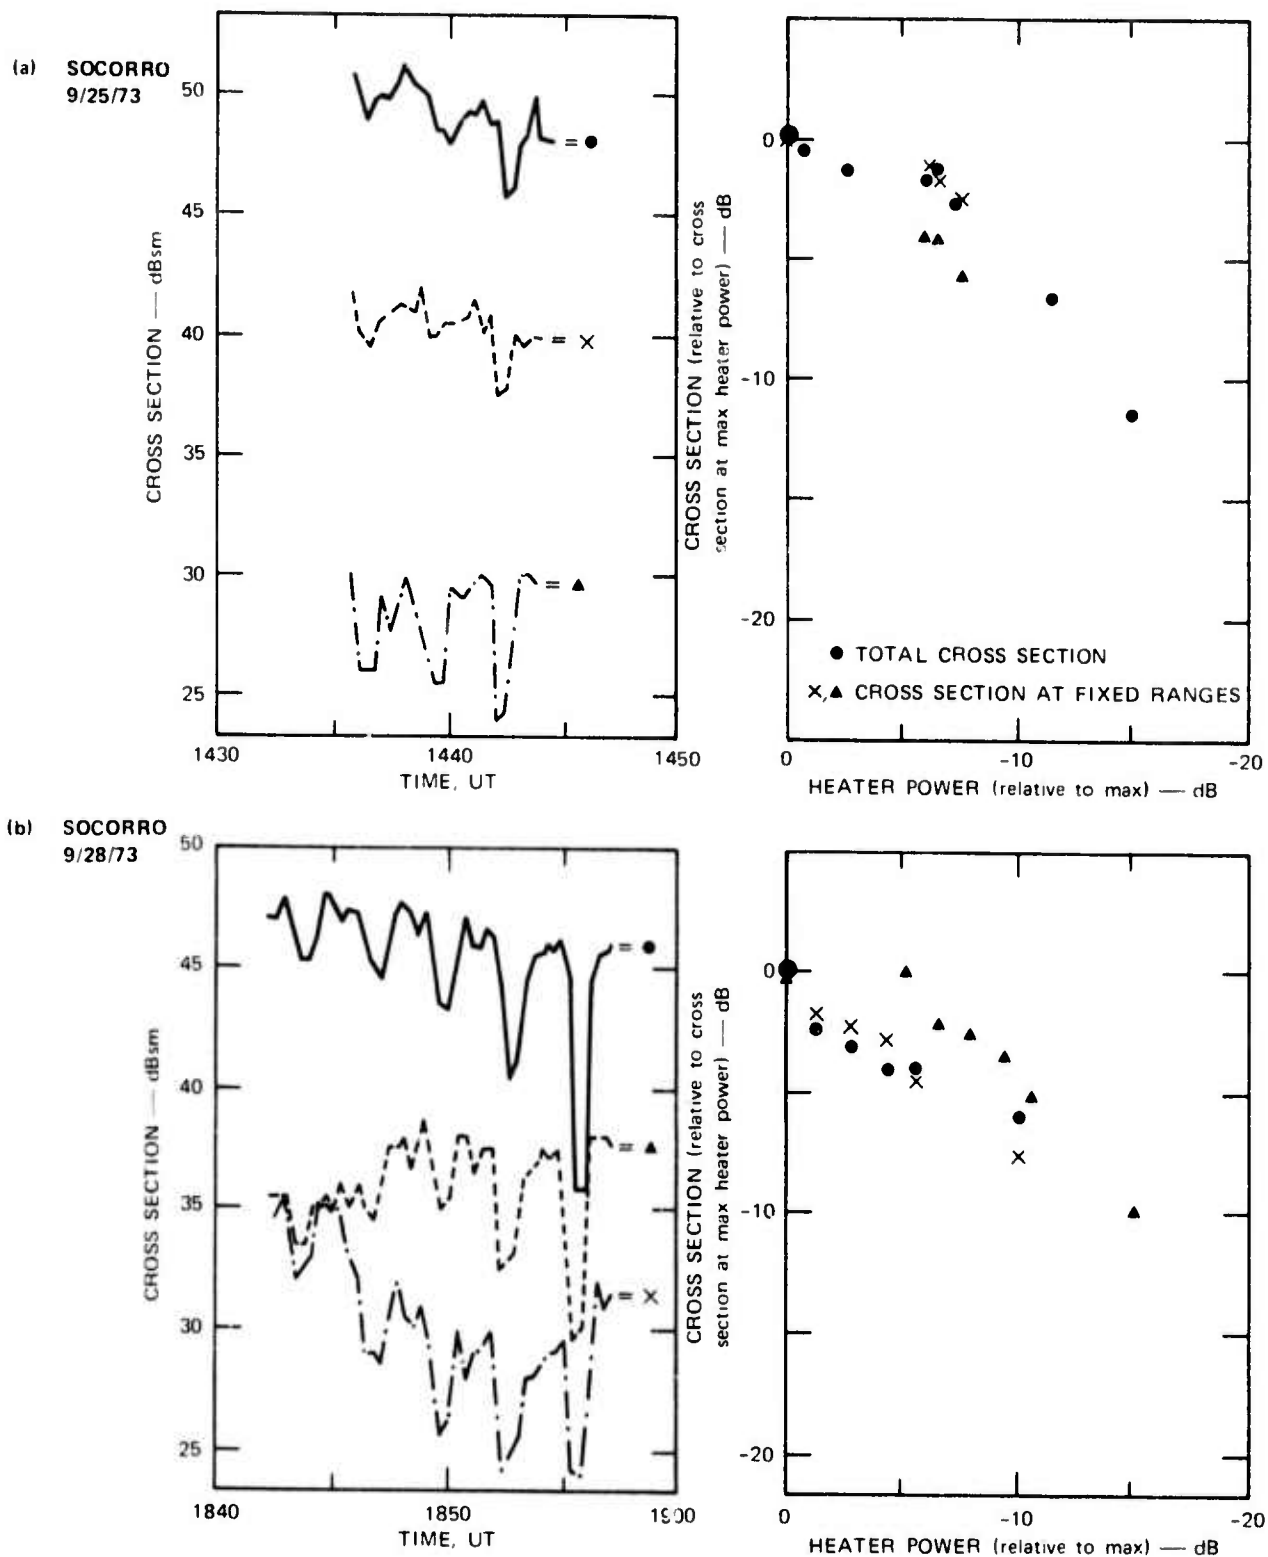 (a) SOCORRO
9/25/73
50
45
40
35
30
25
CROSS SECTION — dBsm
= ●
= ×
= ▲
1430 1440 1450
TIME, UT
CROSS SECTION (relative to cross
section at max heater power) — dB
0
-10
-20
● TOTAL CROSS SECTION
×,▲ CROSS SECTION AT FIXED RANGES
0 -10 -20
HEATER POWER (relative to max) — dB
(b) SOCORRO
9/28/73
50
45
40
35
30
25
CROSS SECTION — dBsm
= ●
= ▲
= ×
1840 1850 1900
TIME, UT
CROSS SECTION (relative to cross
section at max heater power) — dB
0
-10
-20
0 -10 -20
HEATER POWER (relative to max) — dB